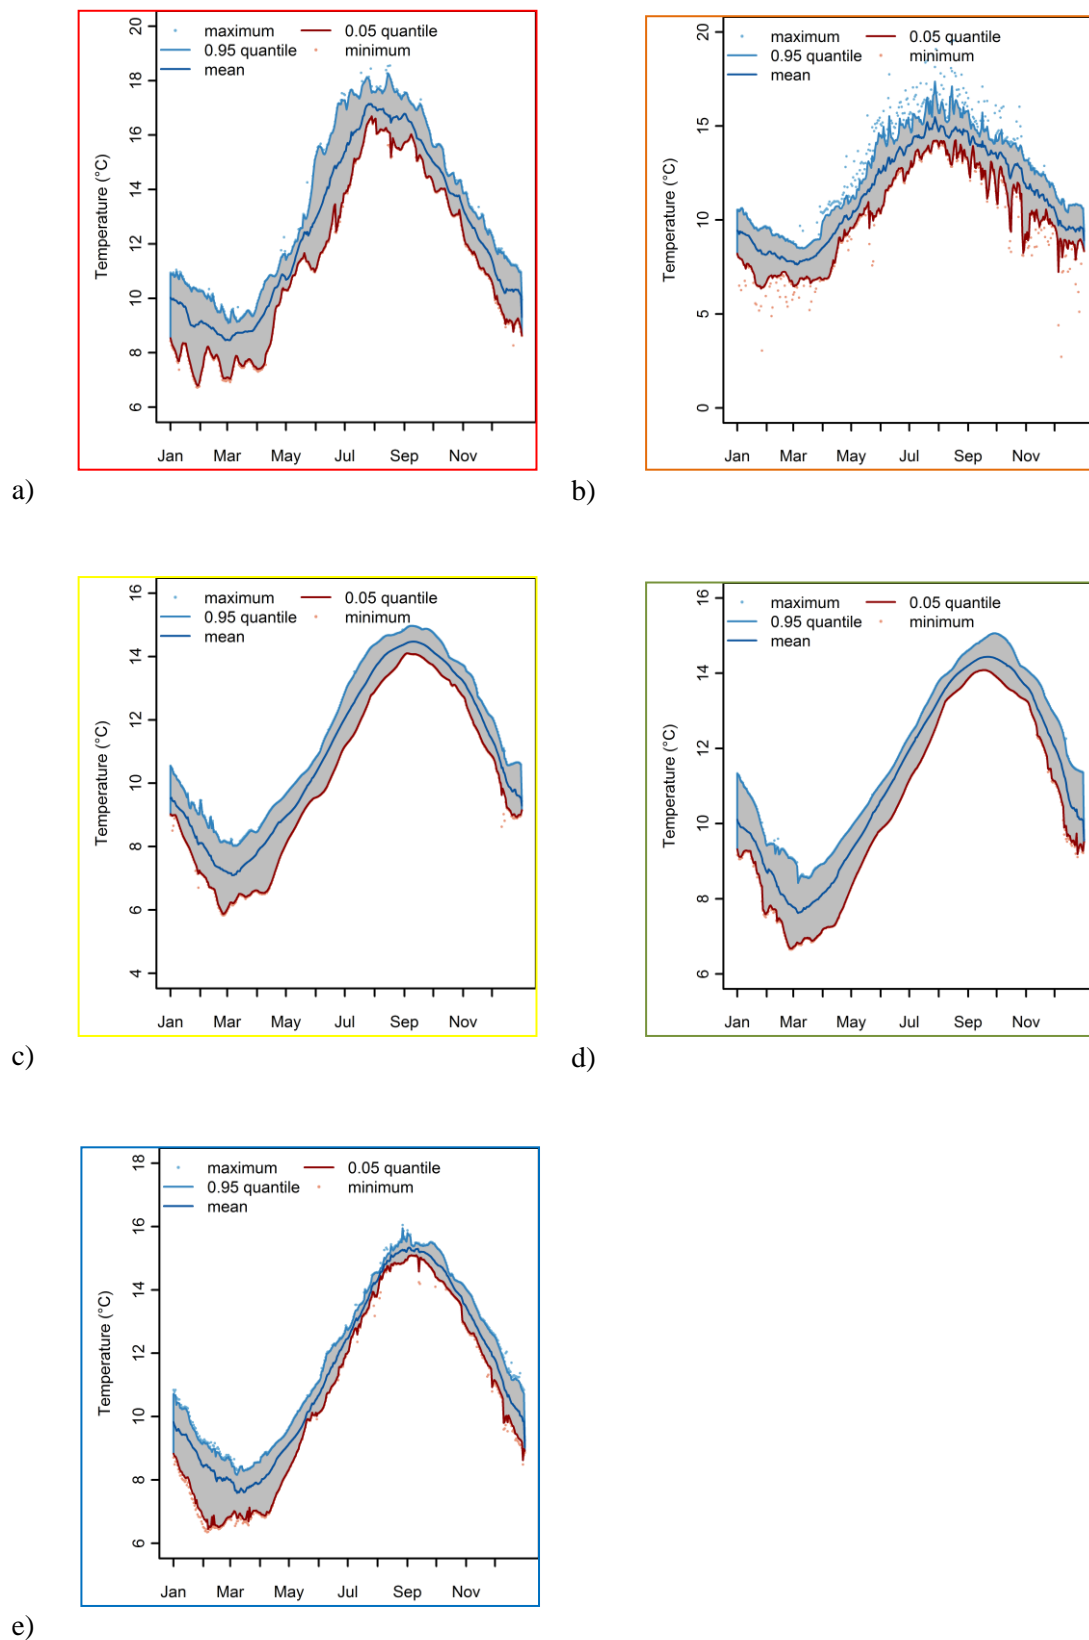 20
18
16
14
12
10
8
6
Temperature (°C)
maximum
0.05 quantile
0.95 quantile
minimum
mean
Jan
Mar
May
Jul
Sep
Nov
a)
20
15
10
5
0
Temperature (°C)
maximum
0.05 quantile
0.95 quantile
minimum
mean
Jan
Mar
May
Jul
Sep
Nov
b)
16
14
12
10
8
6
4
Temperature (°C)
maximum
0.05 quantile
0.95 quantile
minimum
mean
Jan
Mar
May
Jul
Sep
Nov
c)
16
14
12
10
8
6
Temperature (°C)
maximum
0.05 quantile
0.95 quantile
minimum
mean
Jan
Mar
May
Jul
Sep
Nov
d)
18
16
14
12
10
8
6
Temperature (°C)
maximum
0.05 quantile
0.95 quantile
minimum
mean
Jan
Mar
May
Jul
Sep
Nov
e)